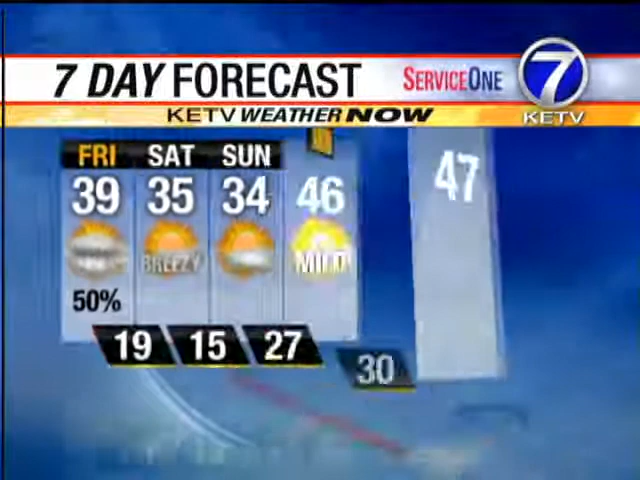 7 DAY FORECAST SERVICEONE 7
KETV WEATHER NOW KETV
FRI SAT SUN
39 35 34 46 47
BREEZY MILD
50%
19 15 27 30